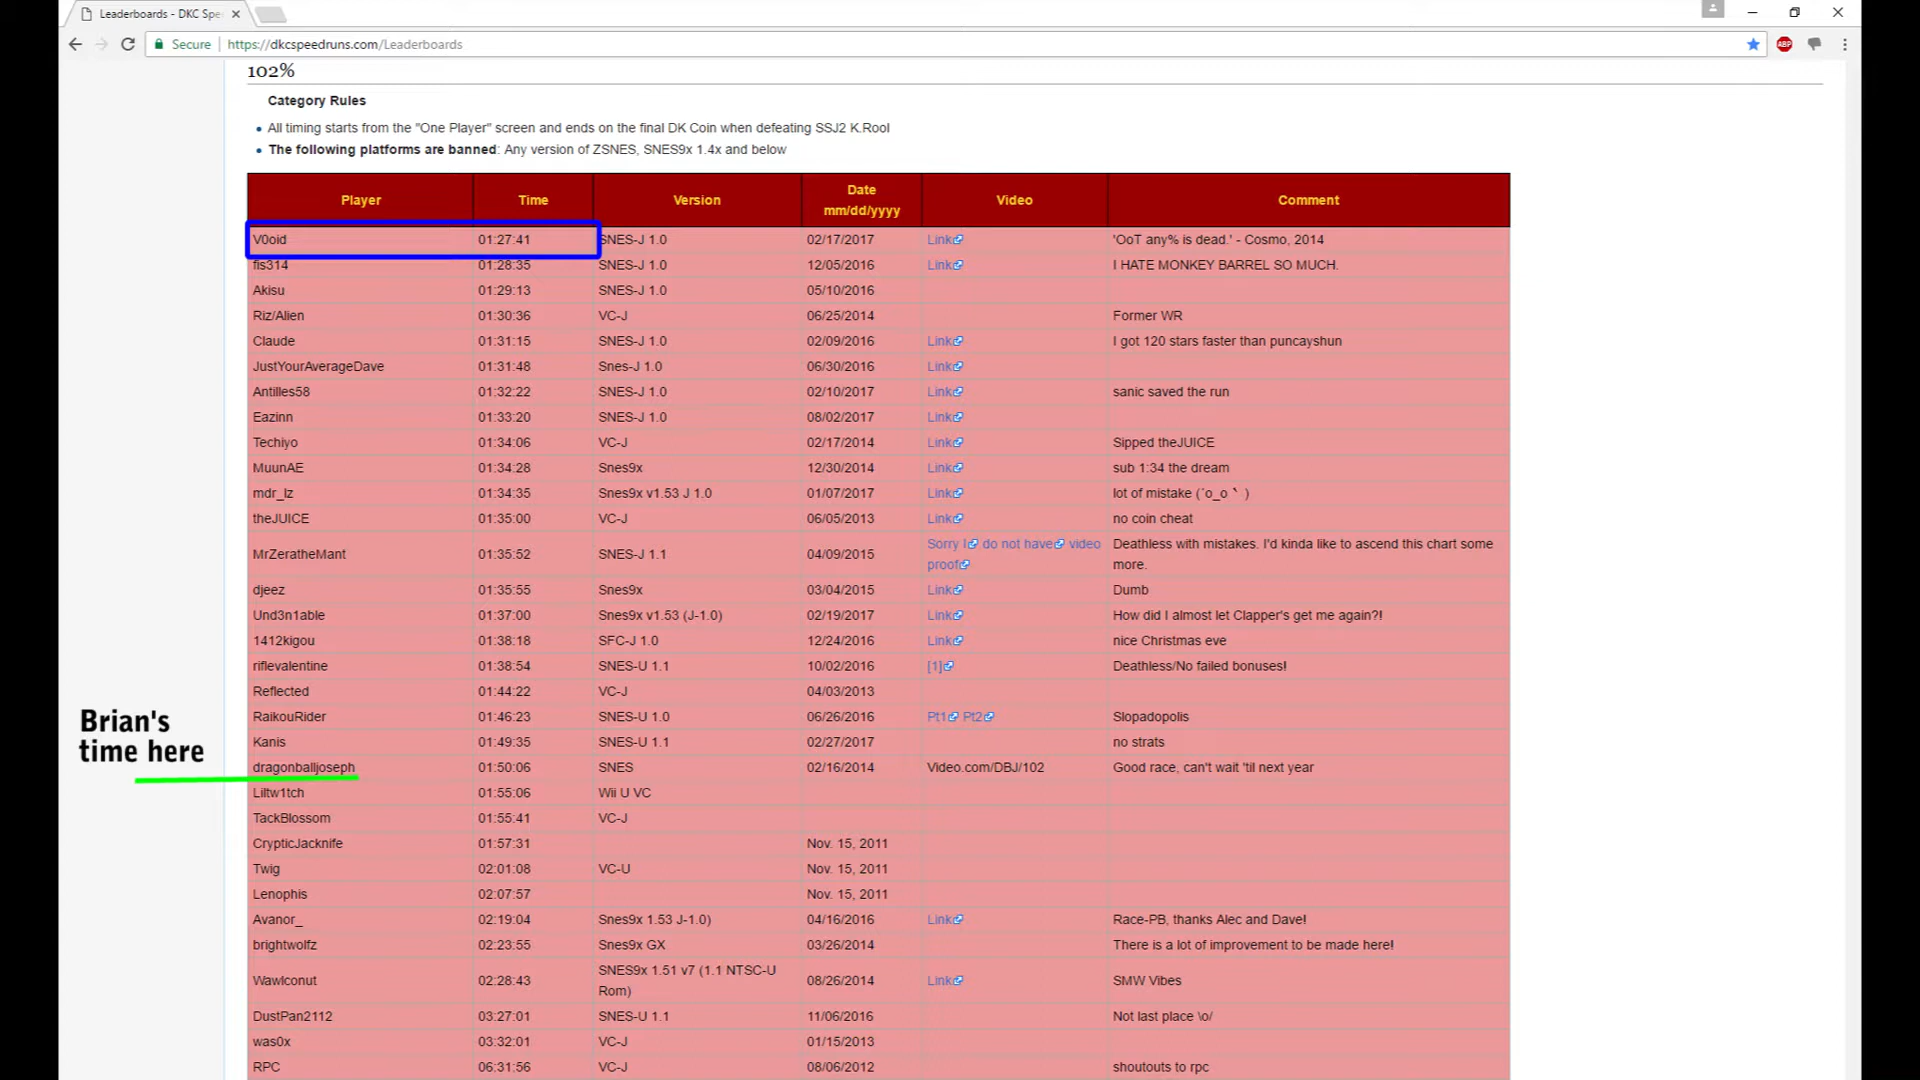 Leaderboards - DKC Spe
Secure https://dkcspeedruns.com/Leaderboards
ABP
102%
Category Rules
All timing starts from the "One Player" screen and ends on the final DK Coin when defeating SSJ2 K.Rool
The following platforms are banned: Any version of ZSNES, SNES9x 1.4x and below
Player Time Version Date mm/dd/yyyy Video Comment
V0oid 01:27:41 SNES-J 1.0 02/17/2017 Link 'OoT any% is dead.' - Cosmo, 2014
fis314 01:28:35 SNES-J 1.0 12/05/2016 Link I HATE MONKEY BARREL SO MUCH.
Akisu 01:29:13 SNES-J 1.0 05/10/2016
Riz/Alien 01:30:36 VC-J 06/25/2014 Former WR
Claude 01:31:15 SNES-J 1.0 02/09/2016 Link I got 120 stars faster than puncayshun
JustYourAverageDave 01:31:48 Snes-J 1.0 06/30/2016 Link
Antilles58 01:32:22 SNES-J 1.0 02/10/2017 Link sanic saved the run
Eazinn 01:33:20 SNES-J 1.0 08/02/2017 Link
Techiyo 01:34:06 VC-J 02/17/2014 Link Sipped theJUICE
MuunAE 01:34:28 Snes9x 12/30/2014 Link sub 1:34 the dream
mdr_lz 01:34:35 Snes9x v1.53 J 1.0 01/07/2017 Link lot of mistake (´o_o｀)
theJUICE 01:35:00 VC-J 06/05/2013 Link no coin cheat
MrZeratheMant 01:35:52 SNES-J 1.1 04/09/2015 Sorry I do not have video proof Deathless with mistakes. I'd kinda like to ascend this chart some more.
djeez 01:35:55 Snes9x 03/04/2015 Link Dumb
Und3n1able 01:37:00 Snes9x v1.53 (J-1.0) 02/19/2017 Link How did I almost let Clapper's get me again?!
1412kigou 01:38:18 SFC-J 1.0 12/24/2016 Link nice Christmas eve
riflevalentine 01:38:54 SNES-U 1.1 10/02/2016 [1] Deathless/No failed bonuses!
Reflected 01:44:22 VC-J 04/03/2013
RaikouRider 01:46:23 SNES-U 1.0 06/26/2016 Pt1 Pt2 Slopadopolis
Kanis 01:49:35 SNES-U 1.1 02/27/2017 no strats
Brian's
time here
dragonballjoseph 01:50:06 SNES 02/16/2014 Video.com/DBJ/102 Good race, can't wait 'til next year
Liltw1tch 01:55:06 Wii U VC
TackBlossom 01:55:41 VC-J
CrypticJacknife 01:57:31 Nov. 15, 2011
Twig 02:01:08 VC-U Nov. 15, 2011
Lenophis 02:07:57 Nov. 15, 2011
Avanor_ 02:19:04 Snes9x 1.53 J-1.0) 04/16/2016 Link Race-PB, thanks Alec and Dave!
brightwolfz 02:23:55 Snes9x GX 03/26/2014 There is a lot of improvement to be made here!
Wawlconut 02:28:43 SNES9x 1.51 v7 (1.1 NTSC-U Rom) 08/26/2014 Link SMW Vibes
DustPan2112 03:27:01 SNES-U 1.1 11/06/2016 Not last place \o/
was0x 03:32:01 VC-J 01/15/2013
RPC 06:31:56 VC-J 08/06/2012 shoutouts to rpc